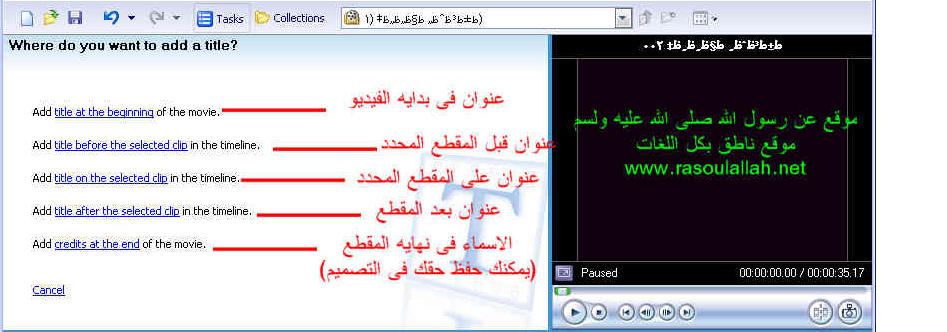 Tasks
Collections
Where do you want to add a title?
Add title at the beginning of the movie.
عنوان فى بدايه الفيديو
Add title before the selected clip in the timeline.
عنوان قبل المقطع المحدد
Add title on the selected clip in the timeline.
عنوان على المقطع المحدد
Add title after the selected clip in the timeline.
عنوان بعد المقطع
Add credits at the end of the movie.
الاسماء فى نهايه المقطع
(يمكنك حفظ حقك فى التصميم)
Cancel
موقع عن رسول الله صلى الله عليه ولسم
موقع ناطق بكل اللغات
www.rasoulallah.net
Paused
00:00:00.00 / 00:00:35.17